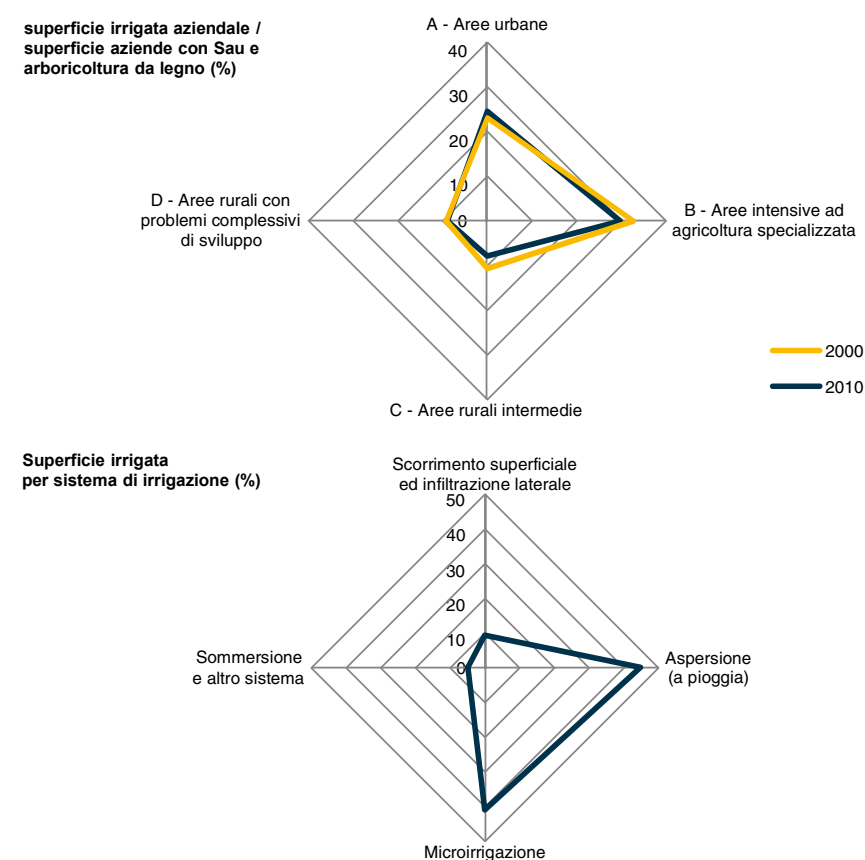 superficie irrigata aziendale /
superficie aziende con Sau e
arboricoltura da legno (%)
A - Aree urbane
40
30
20
10
0
D - Aree rurali con
problemi complessivi
di sviluppo
B - Aree intensive ad
agricoltura specializzata
C - Aree rurali intermedie
2000
2010
Superficie irrigata
per sistema di irrigazione (%)
Scorrimento superficiale
ed infiltrazione laterale
50
40
30
20
10
0
Sommersione
e altro sistema
Aspersione
(a pioggia)
Microirrigazione